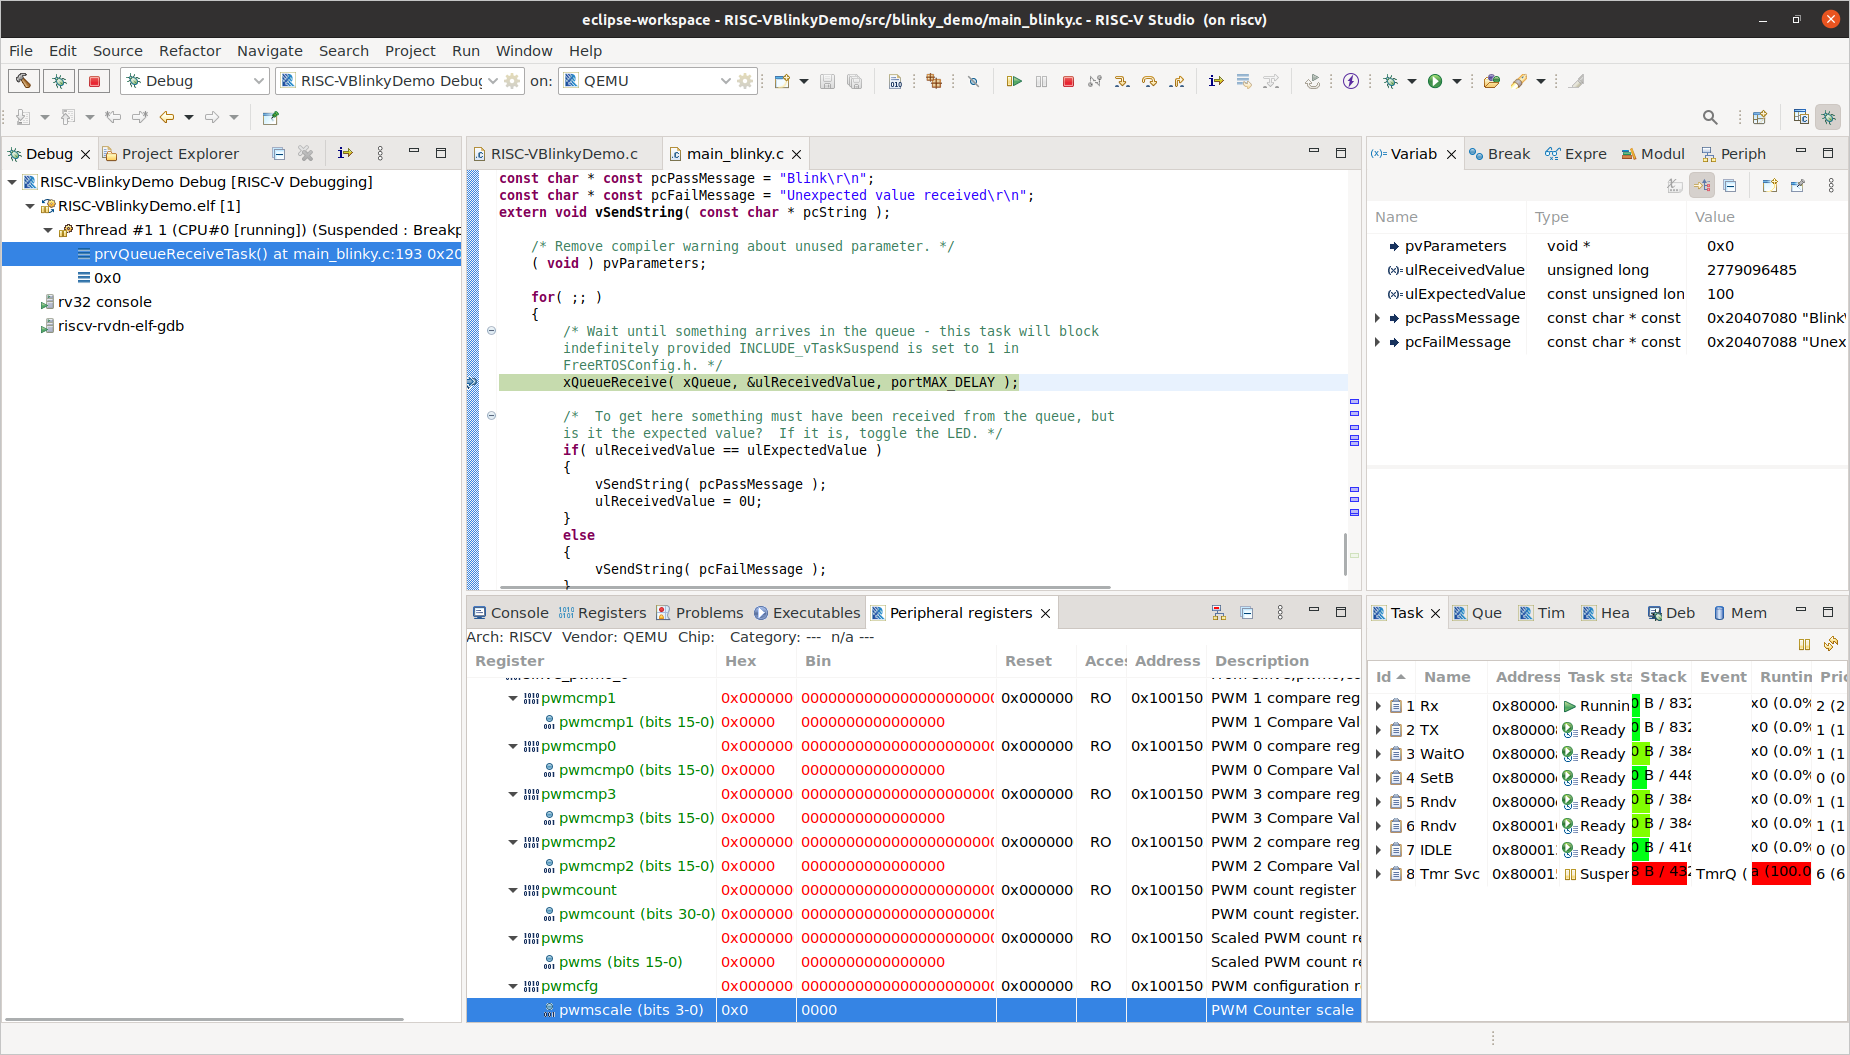 eclipse-workspace - RISC-VBlinkyDemo/src/blinky_demo/main_blinky.c - RISC-V Studio  (on riscv)
File Edit Source Refactor Navigate Search Project Run Window Help
Debug RISC-VBlinkyDemo Debug on: QEMU
Debug Project Explorer
RISC-VBlinkyDemo Debug [RISC-V Debugging]
RISC-VBlinkyDemo.elf [1]
Thread #1 1 (CPU#0 [running]) (Suspended : Breakp
prvQueueReceiveTask() at main_blinky.c:193 0x20
0x0
rv32 console
riscv-rvdn-elf-gdb
RISC-VBlinkyDemo.c main_blinky.c
const char * const pcPassMessage = "Blink\r\n";
const char * const pcFailMessage = "Unexpected value received\r\n";
extern void vSendString( const char * pcString );
/* Remove compiler warning about unused parameter. */
( void ) pvParameters;
for( ;; )
{
/* Wait until something arrives in the queue - this task will block
indefinitely provided INCLUDE_vTaskSuspend is set to 1 in
FreeRTOSConfig.h. */
xQueueReceive( xQueue, &ulReceivedValue, portMAX_DELAY );
/*  To get here something must have been received from the queue, but
is it the expected value?  If it is, toggle the LED. */
if( ulReceivedValue == ulExpectedValue )
{
vSendString( pcPassMessage );
ulReceivedValue = 0U;
}
else
{
vSendString( pcFailMessage );
}
Variab Break Expre Modul Periph
Name Type Value
pvParameters void * 0x0
ulReceivedValue unsigned long 2779096485
ulExpectedValue const unsigned lon 100
pcPassMessage const char * const 0x20407080 "Blink\
pcFailMessage const char * const 0x20407088 "Unex
Console Registers Problems Executables Peripheral registers
Arch: RISCV  Vendor: QEMU  Chip:   Category: ---  n/a ---
Register Hex Bin Reset Acces Address Description
pwmcmp1 0x000000 000000000000000000000000 0x000000 RO 0x100150 PWM 1 compare reg
pwmcmp1 (bits 15-0) 0x0000 0000000000000000 PWM 1 Compare Val
pwmcmp0 0x000000 000000000000000000000000 0x000000 RO 0x100150 PWM 0 compare reg
pwmcmp0 (bits 15-0) 0x0000 0000000000000000 PWM 0 Compare Val
pwmcmp3 0x000000 000000000000000000000000 0x000000 RO 0x100150 PWM 3 compare reg
pwmcmp3 (bits 15-0) 0x0000 0000000000000000 PWM 3 Compare Val
pwmcmp2 0x000000 000000000000000000000000 0x000000 RO 0x100150 PWM 2 compare reg
pwmcmp2 (bits 15-0) 0x0000 0000000000000000 PWM 2 Compare Val
pwmcount 0x000000 000000000000000000000000 0x000000 RO 0x100150 PWM count register
pwmcount (bits 30-0) 0x000000 000000000000000000000000 PWM count register.
pwms 0x000000 000000000000000000000000 0x000000 RO 0x100150 Scaled PWM count re
pwms (bits 15-0) 0x0000 0000000000000000 Scaled PWM count re
pwmcfg 0x000000 000000000000000000000000 0x000000 RO 0x100150 PWM configuration r
pwmscale (bits 3-0) 0x0 0000 PWM Counter scale
Task Que Tim Hea Deb Mem
Id Name Address Task sta Stack Event Runtim Pric
1 Rx 0x80000 Runnin 0 B / 832 x0 (0.0% 2 (2
2 TX 0x80000 Ready 0 B / 832 x0 (0.0% 1 (1
3 WaitO 0x80000 Ready 0 B / 384 x0 (0.0% 1 (1
4 SetB 0x80000 Ready 0 B / 448 x0 (0.0% 0 (0
5 Rndv 0x80000 Ready 0 B / 384 x0 (0.0% 1 (1
6 Rndv 0x80001 Ready 0 B / 384 x0 (0.0% 1 (1
7 IDLE 0x80001 Ready 0 B / 416 x0 (0.0% 0 (0
8 Tmr Svc 0x80001 Susper 8 B / 432 TmrQ ( a (100.0 6 (6